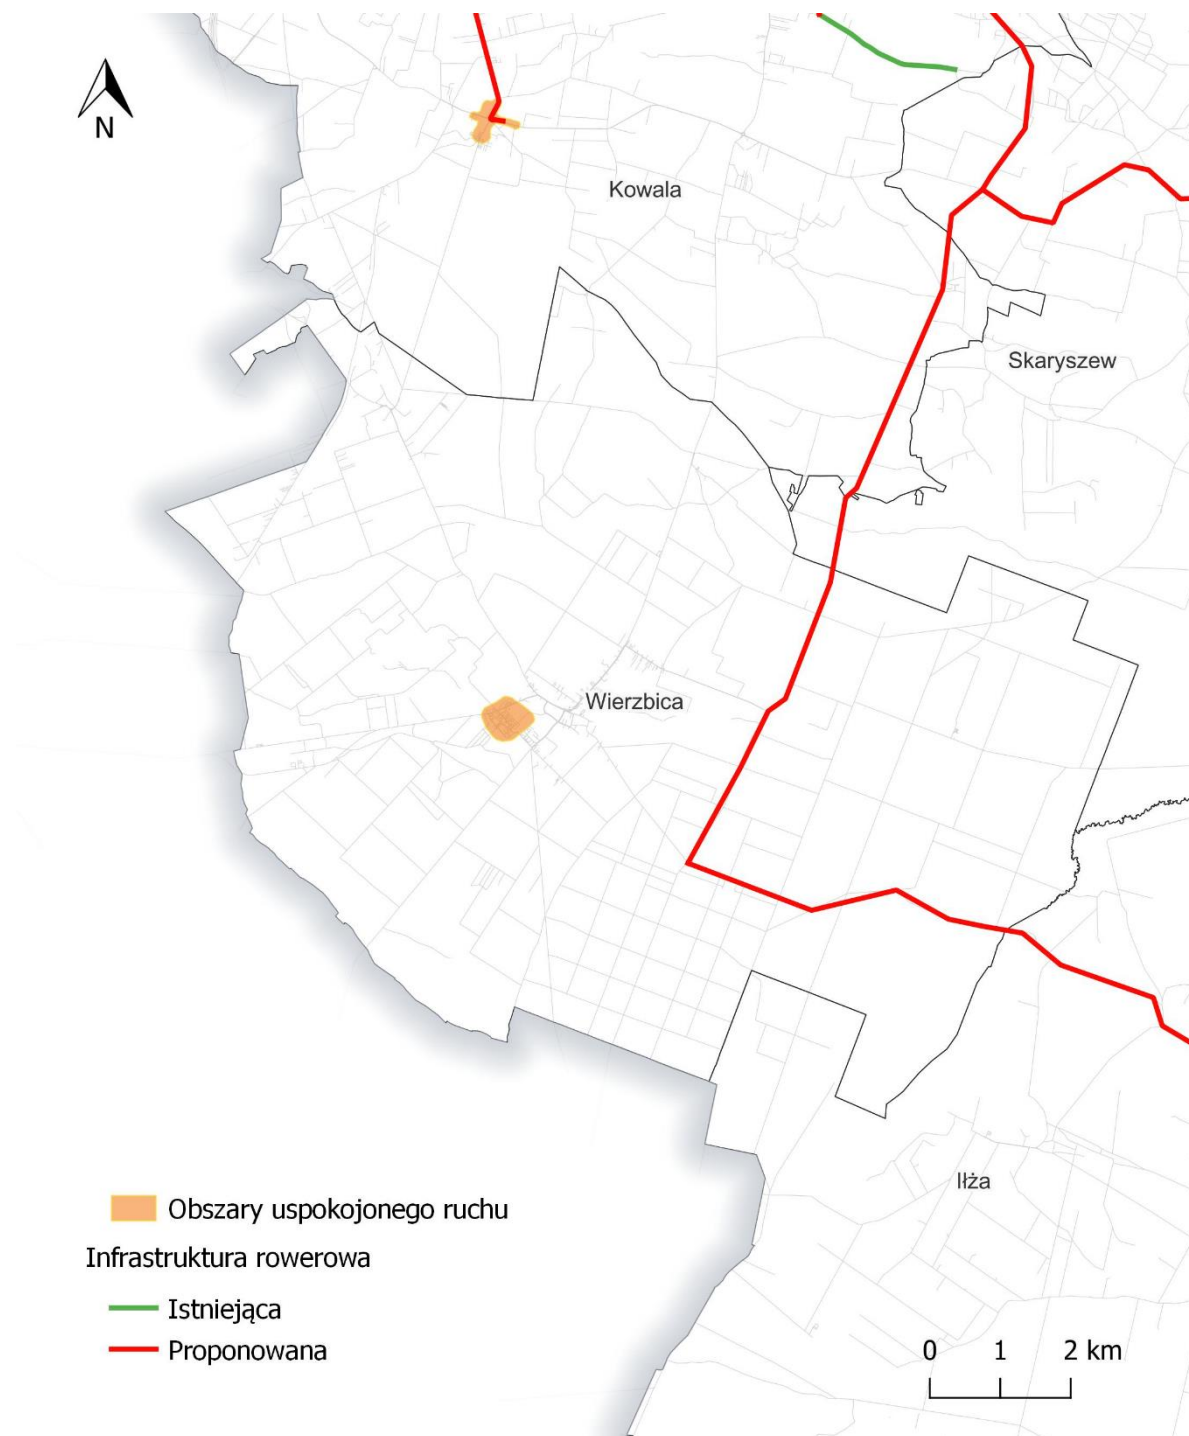 N
Kowala
Skaryszew
Wierzbica
Iłża
Obszary uspokojonego ruchu
Infrastruktura rowerowa
Istniejąca
Proponowana
0 1 2 km